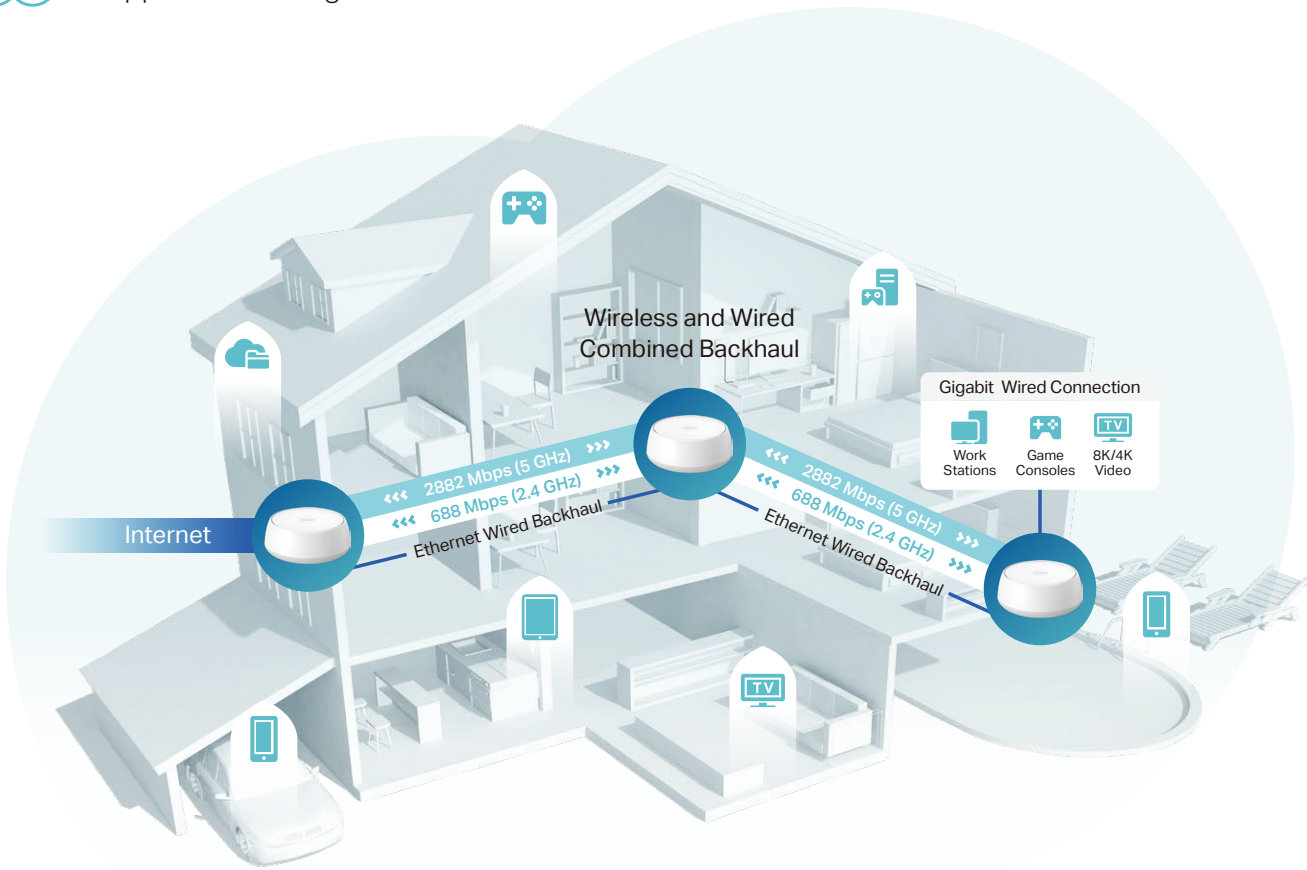 Wireless and Wired
Combined Backhaul
Gigabit Wired Connection
Work
Stations
Game
Consoles
TV
8K/4K
Video
2882 Mbps (5 GHz)
688 Mbps (2.4 GHz)
Ethernet Wired Backhaul
2882 Mbps (5 GHz)
688 Mbps (2.4 GHz)
Ethernet Wired Backhaul
Internet
TV